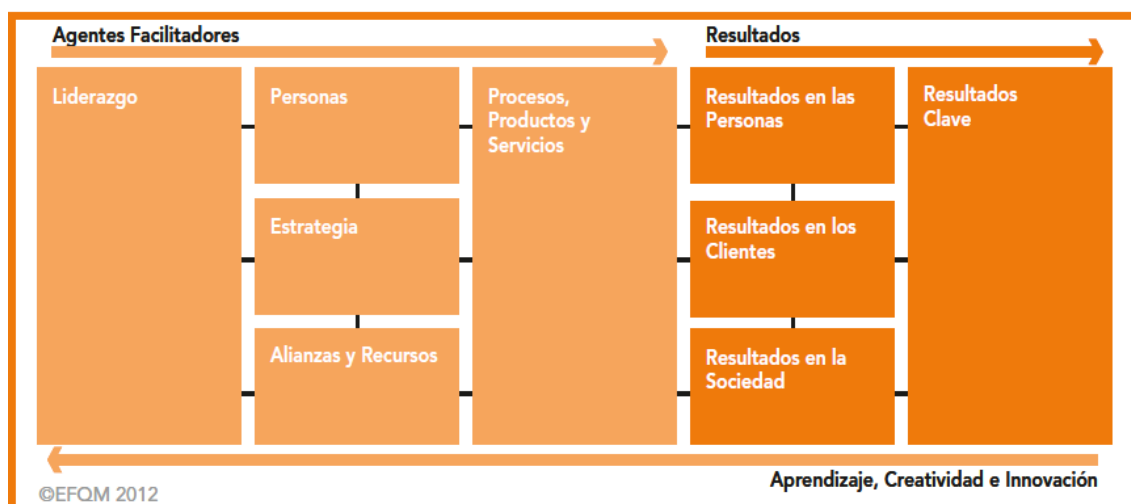 Agentes Facilitadores
Resultados
Liderazgo
Personas
Procesos,
Productos y
Servicios
Resultados en las
Personas
Resultados
Clave
Estrategia
Resultados en los
Clientes
Alianzas y Recursos
Resultados en la
Sociedad
Aprendizaje, Creatividad e Innovación
©EFQM 2012